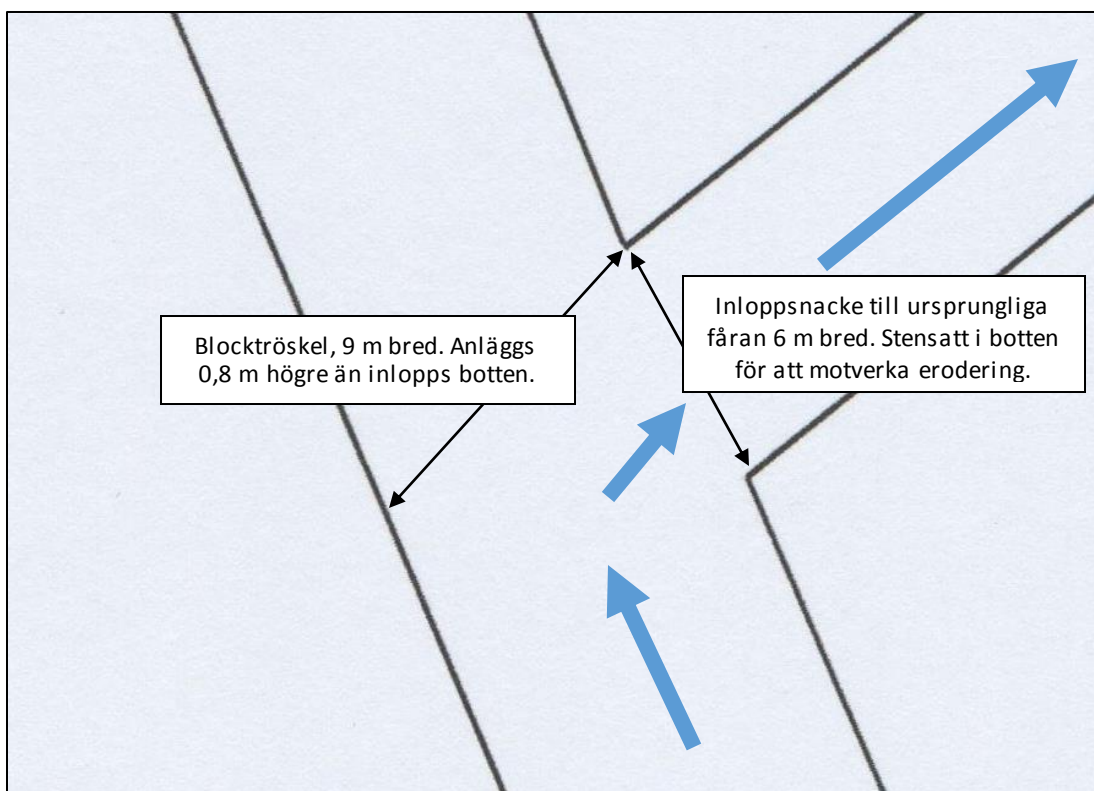 Blocktröskel, 9 m bred. Anläggs
0,8 m högre än inlopps botten.
Inloppsnacke till ursprungliga
fåran 6 m bred. Stensatt i botten
för att motverka erodering.